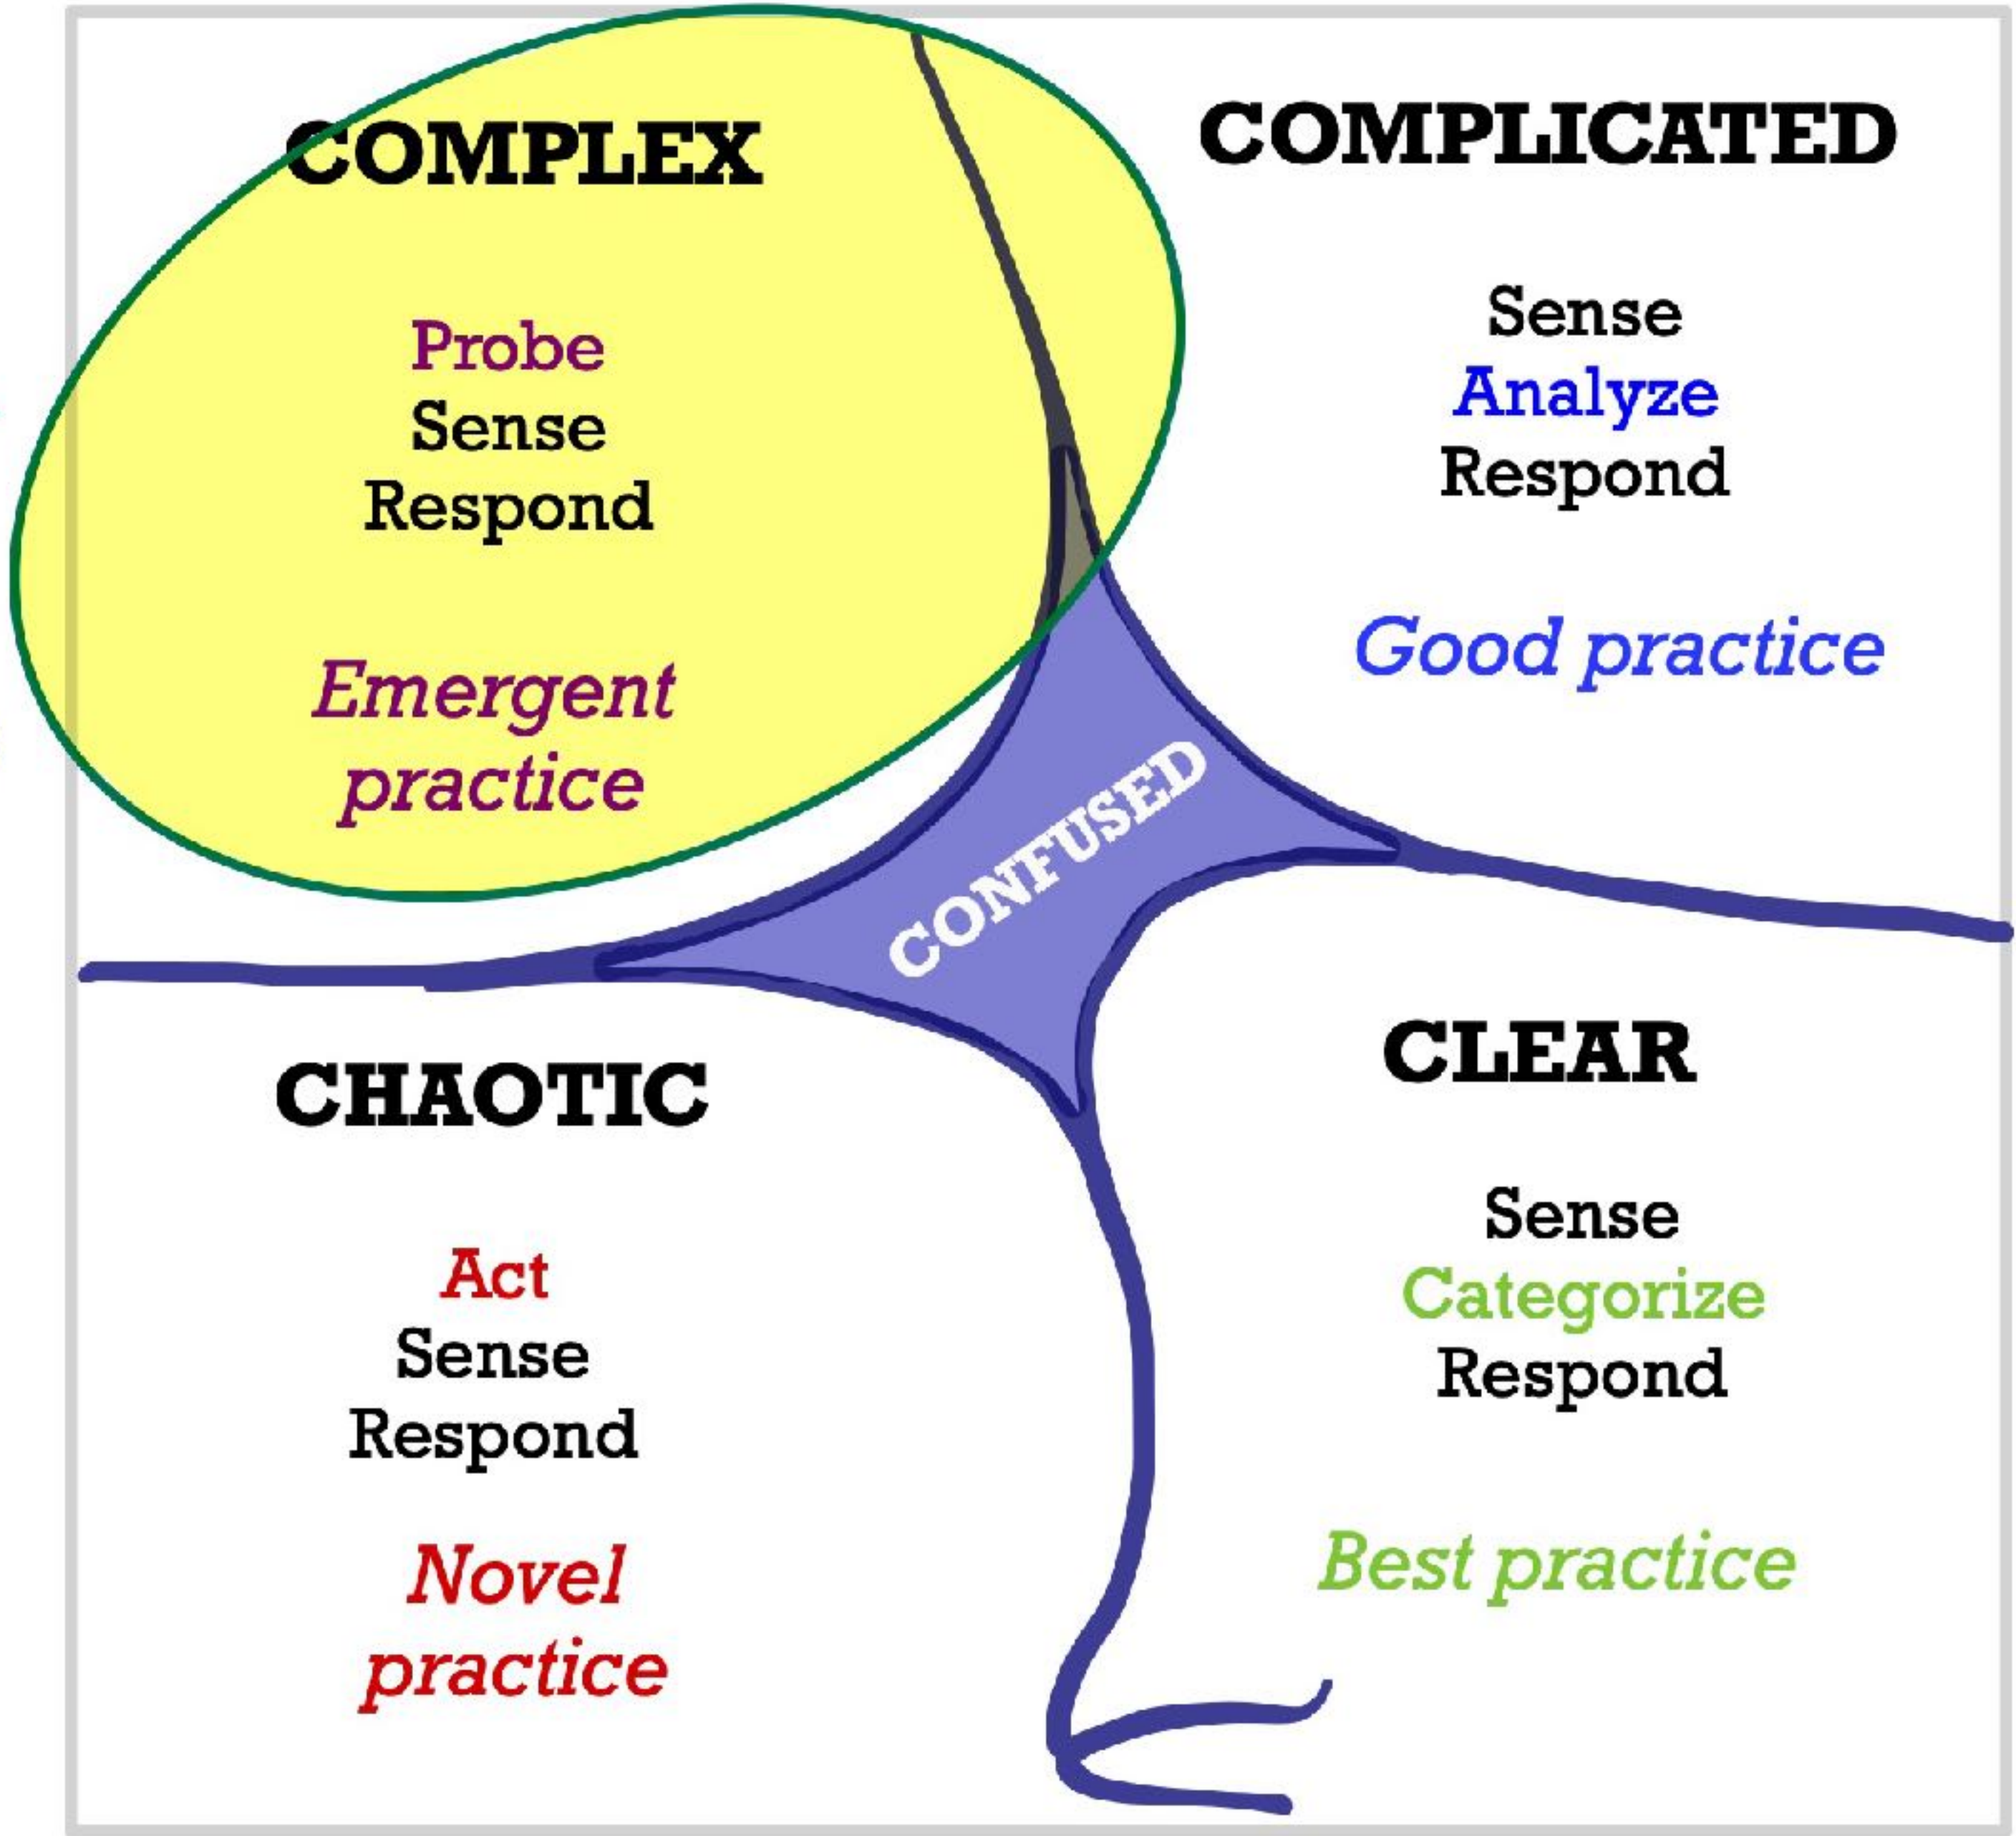 COMPLEX
Probe
Sense
Respond
Emergent
practice
COMPLICATED
Sense
Analyze
Respond
Good practice
CONFUSED
CHAOTIC
Act
Sense
Respond
Novel
practice
CLEAR
Sense
Categorize
Respond
Best practice